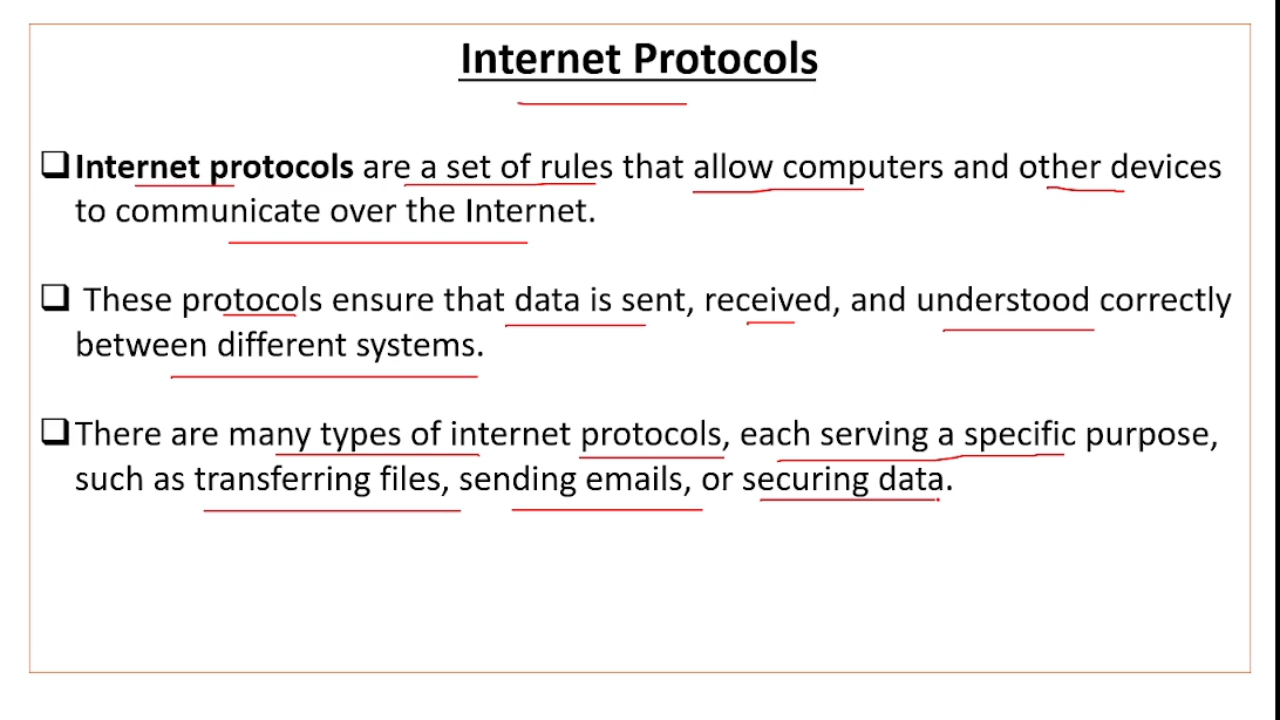 Internet Protocols
Internet protocols are a set of rules that allow computers and other devices
to communicate over the Internet.
These protocols ensure that data is sent, received, and understood correctly
between different systems.
There are many types of internet protocols, each serving a specific purpose,
such as transferring files, sending emails, or securing data.